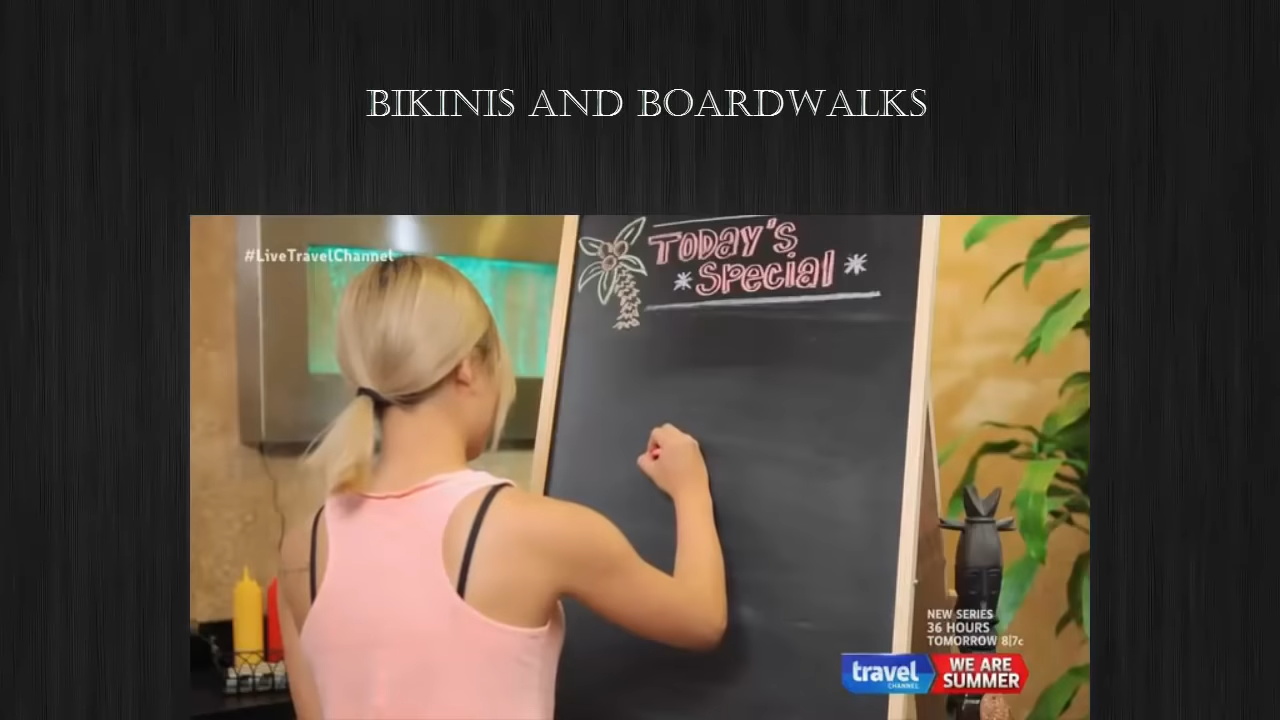 BIKINIS AND BOARDWALKS
#LiveTravelChannel
TODAY'S
SPECIAL
NEW SERIES
36 HOURS
TOMORROW 8|7c
travel
CHANNEL
WE ARE
SUMMER